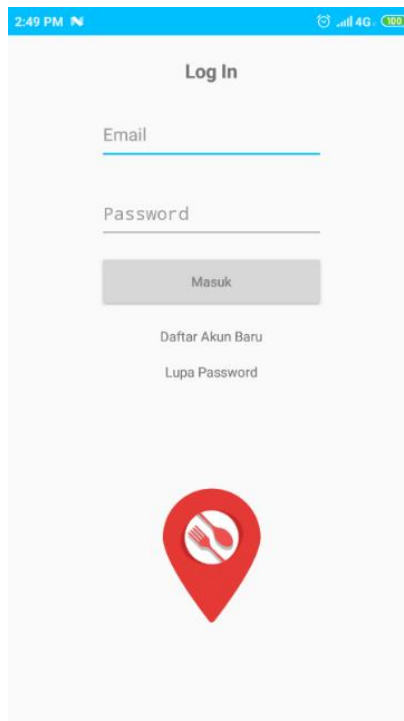 2:49 PM 4G 100
Log In
Email
Password
Masuk
Daftar Akun Baru
Lupa Password